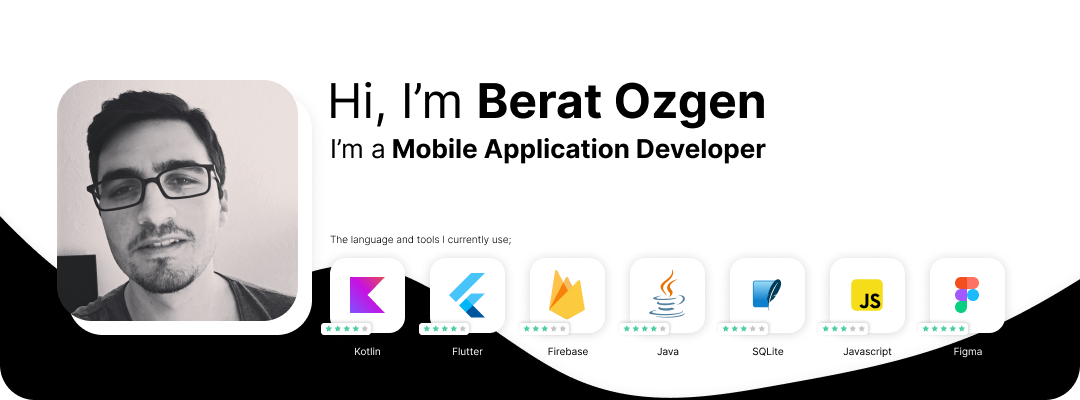 Hi, I’m Berat Ozgen
I’m a Mobile Application Developer
The language and tools I currently use;
JS
Kotlin Flutter Firebase Java SQLite Javascript Figma